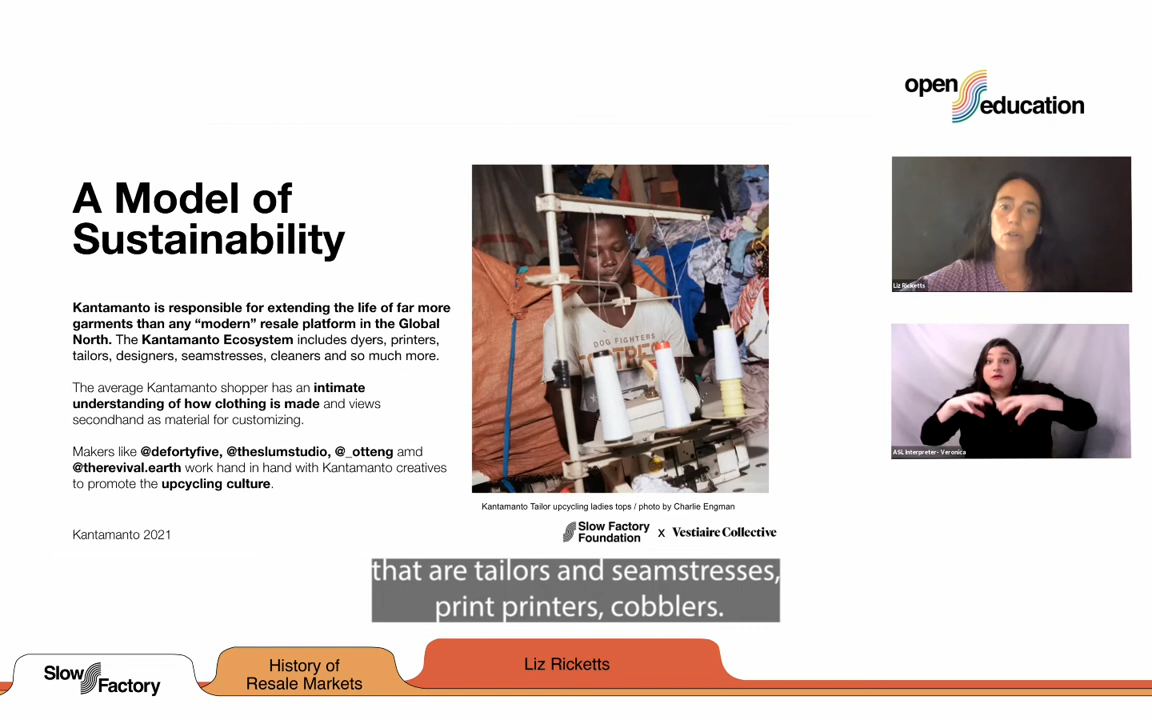 open
education
A Model of
Sustainability
Kantamanto is responsible for extending the life of far more
garments than any “modern” resale platform in the Global
North. The Kantamanto Ecosystem includes dyers, printers,
tailors, designers, seamstresses, cleaners and so much more.
The average Kantamanto shopper has an intimate
understanding of how clothing is made and views
secondhand as material for customizing.
Makers like @defortyfive, @theslumstudio, @_otteng amd
@therevival.earth work hand in hand with Kantamanto creatives
to promote the upcycling culture.
Kantamanto 2021
DOG FIGHTERS
Kantamanto Tailor upcycling ladies tops / photo by Charlie Engman
Slow Factory
Foundation
x Vestiaire Collective
Liz Ricketts
ASL Interpreter- Veronica
that are tailors and seamstresses,
print printers, cobblers.
Slow
Factory
History of
Resale Markets
Liz Ricketts